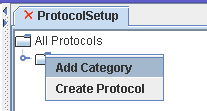 ProtocolSetup
All Protocols
Add Category
Create Protocol